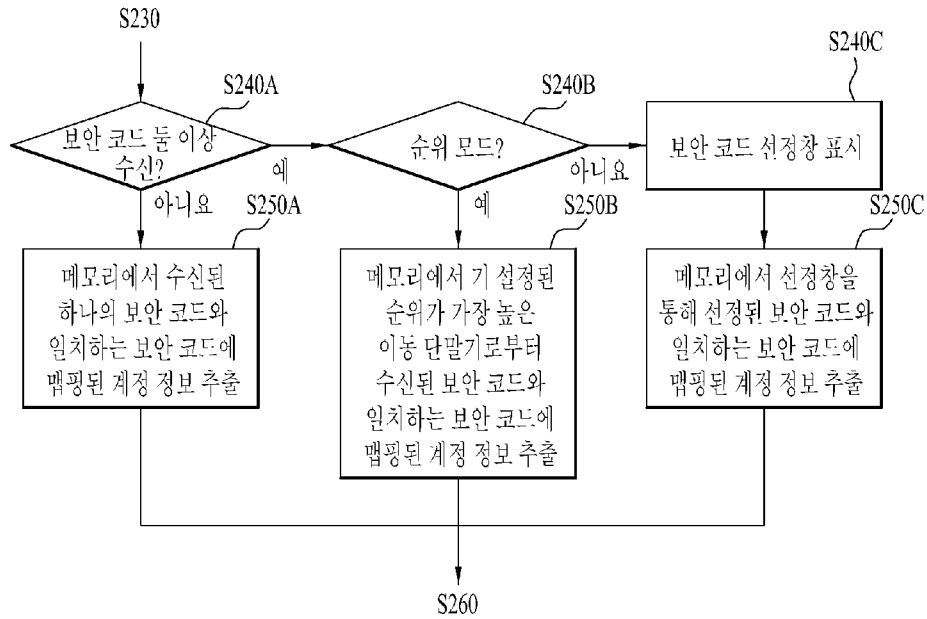 S230
S240C
S240A
S240B
보안 코드 둘 이상
수신?
예
순위 모드?
아니요
보안 코드 선정창 표시
아니요
예
S250A
S250B
S250C
메모리에서 수신된
하나의 보안 코드와
일치하는 보안 코드에
맵핑된 계정 정보 추출
메모리에서 기 설정된
순위가 가장 높은
이동 단말기로부터
수신된 보안 코드와
일치하는 보안 코드에
맵핑된 계정 정보 추출
메모리에서 선정창을
통해 선정된 보안 코드와
일치하는 보안 코드에
맵핑된 계정 정보 추출
S260